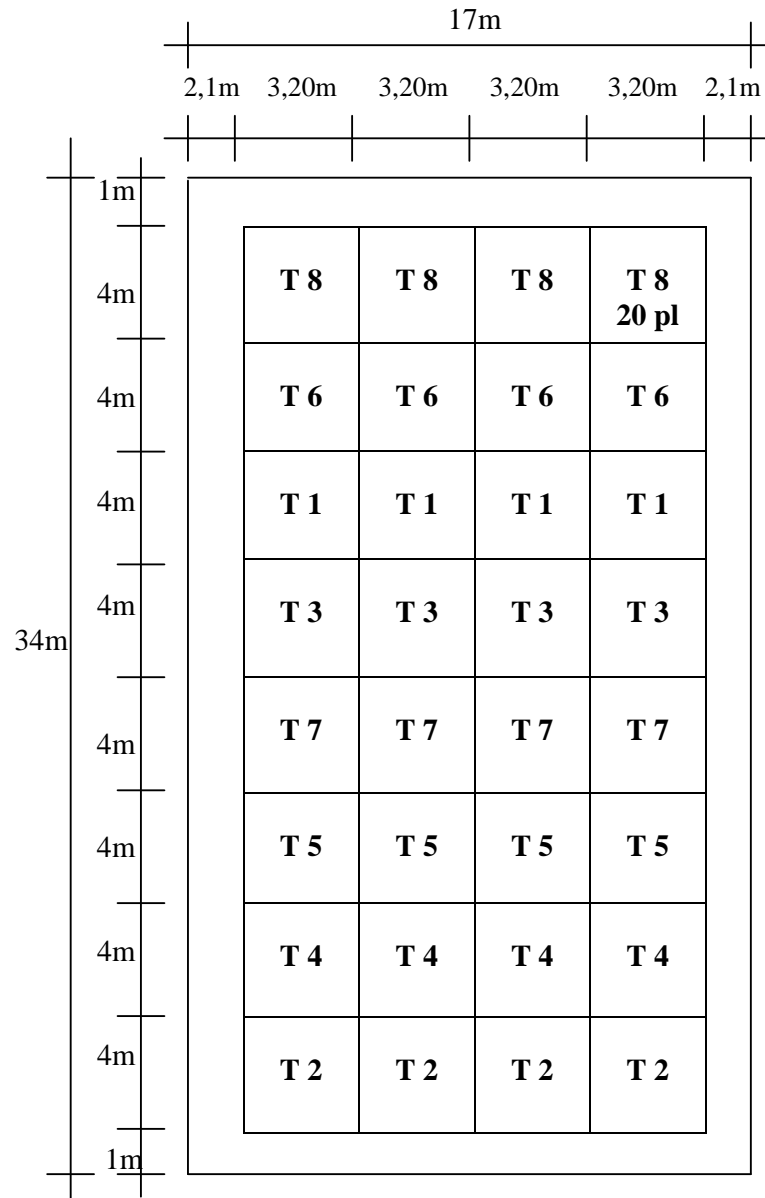 17m
2,1m 3,20m 3,20m 3,20m 3,20m 2,1m
1m
4m
T 8 T 8 T 8 T 8
20 pl
4m
T 6 T 6 T 6 T 6
4m
T 1 T 1 T 1 T 1
4m
T 3 T 3 T 3 T 3
34m
4m
T 7 T 7 T 7 T 7
4m
T 5 T 5 T 5 T 5
4m
T 4 T 4 T 4 T 4
4m
T 2 T 2 T 2 T 2
1m